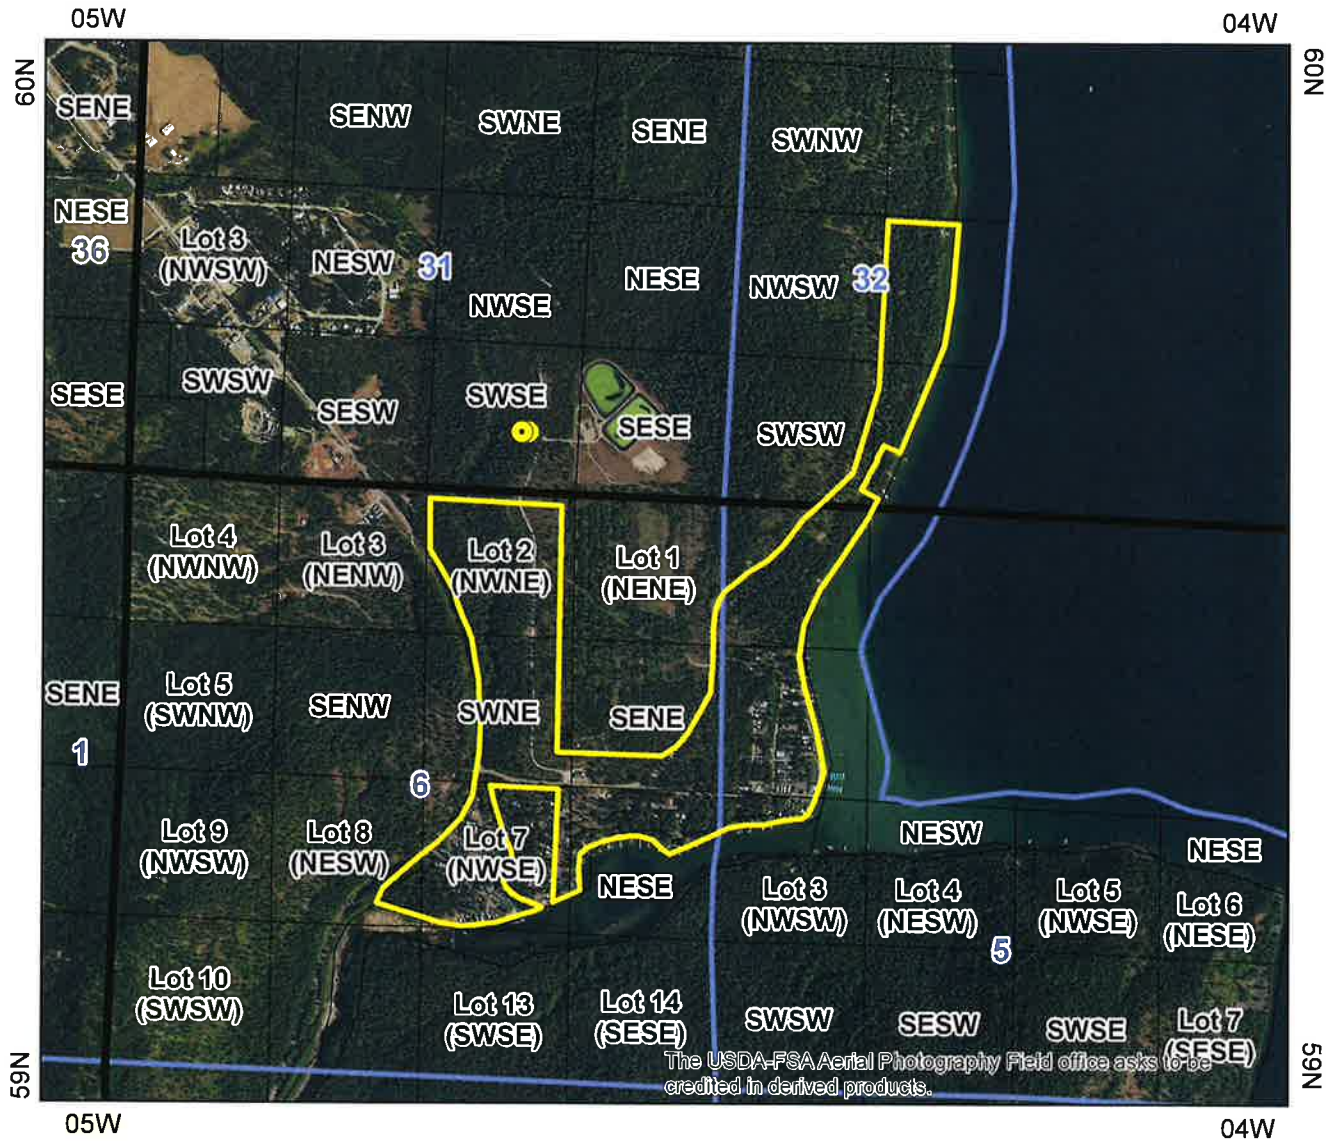 05W
04W
60N
60N
SENE
SENW
SWNE
SENE
SWNW
NESE
36
Lot 3
(NWSW)
NESW
31
NWSE
NESE
NWSW
32
SESE
SWSW
SESW
SWSE
SESE
SWSW
Lot 4
(NWNW)
Lot 3
(NENW)
Lot 2
(NWNE)
Lot 1
(NENE)
SENE
Lot 5
(SWNW)
SENW
SWNE
SENE
1
6
Lot 9
(NWSW)
Lot 8
(NESW)
Lot 7
(NWSE)
NESE
NESW
NESE
Lot 3
(NWSW)
Lot 4
(NESW)
Lot 5
(NWSE)
Lot 6
(NESE)
5
Lot 10
(SWSW)
Lot 13
(SWSE)
Lot 14
(SESE)
SWSW
SESW
SWSE
Lot 7
(SESE)
The USDA-FSA Aerial Photography Field office asks to be
credited in derived products.
59N
59N
05W
04W